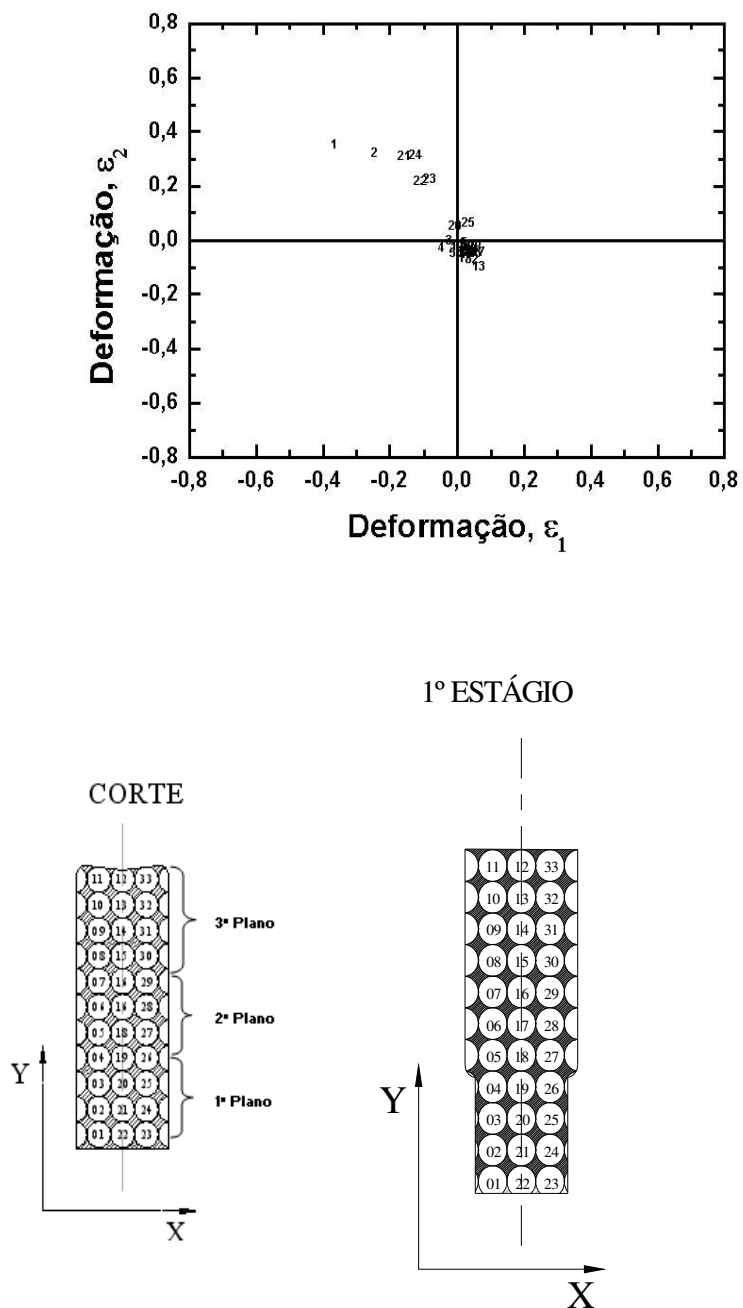 0,8
0,6
0,4
0,2
0,0
-0,2
-0,4
-0,6
-0,8
Deformação, ε2
1
2
21 24
22 23
20 25
3
4
5
13
-0,8 -0,6 -0,4 -0,2 0,0 0,2 0,4 0,6 0,8
Deformação, ε1
1º ESTÁGIO
CORTE
11 12 33
10 13 32
09 14 31
08 15 30
07 16 29
06 16 28
05 18 27
04 19 26
03 20 25
02 21 24
01 22 23
3º Plano
2º Plano
1º Plano
Y
X
11 12 33
10 13 32
09 14 31
08 15 30
07 16 29
06 17 28
05 18 27
04 19 26
03 20 25
02 21 24
01 22 23
Y
X